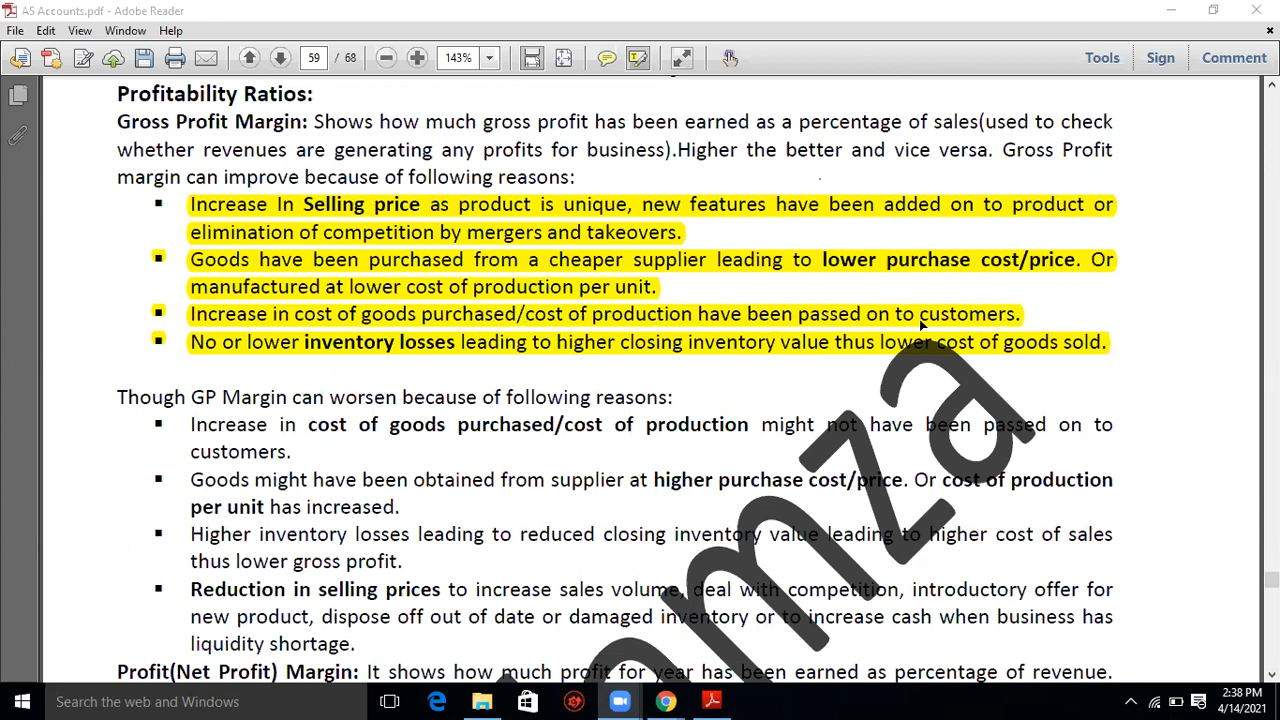 AS Accounts.pdf - Adobe Reader
File Edit View Window Help
59 / 68 143% Tools Sign Comment
Profitability Ratios:
Gross Profit Margin: Shows how much gross profit has been earned as a percentage of sales(used to check
whether revenues are generating any profits for business).Higher the better and vice versa. Gross Profit
margin can improve because of following reasons:
▪ Increase In Selling price as product is unique, new features have been added on to product or
elimination of competition by mergers and takeovers.
▪ Goods have been purchased from a cheaper supplier leading to lower purchase cost/price. Or
manufactured at lower cost of production per unit.
▪ Increase in cost of goods purchased/cost of production have been passed on to customers.
▪ No or lower inventory losses leading to higher closing inventory value thus lower cost of goods sold.
Though GP Margin can worsen because of following reasons:
▪ Increase in cost of goods purchased/cost of production might not have been passed on to
customers.
▪ Goods might have been obtained from supplier at higher purchase cost/price. Or cost of production
per unit has increased.
▪ Higher inventory losses leading to reduced closing inventory value leading to higher cost of sales
thus lower gross profit.
▪ Reduction in selling prices to increase sales volume, deal with competition, introductory offer for
new product, dispose off out of date or damaged inventory or to increase cash when business has
liquidity shortage.
Profit(Net Profit) Margin: It shows how much profit for year has been earned as percentage of revenue.
Search the web and Windows
2:38 PM
4/14/2021